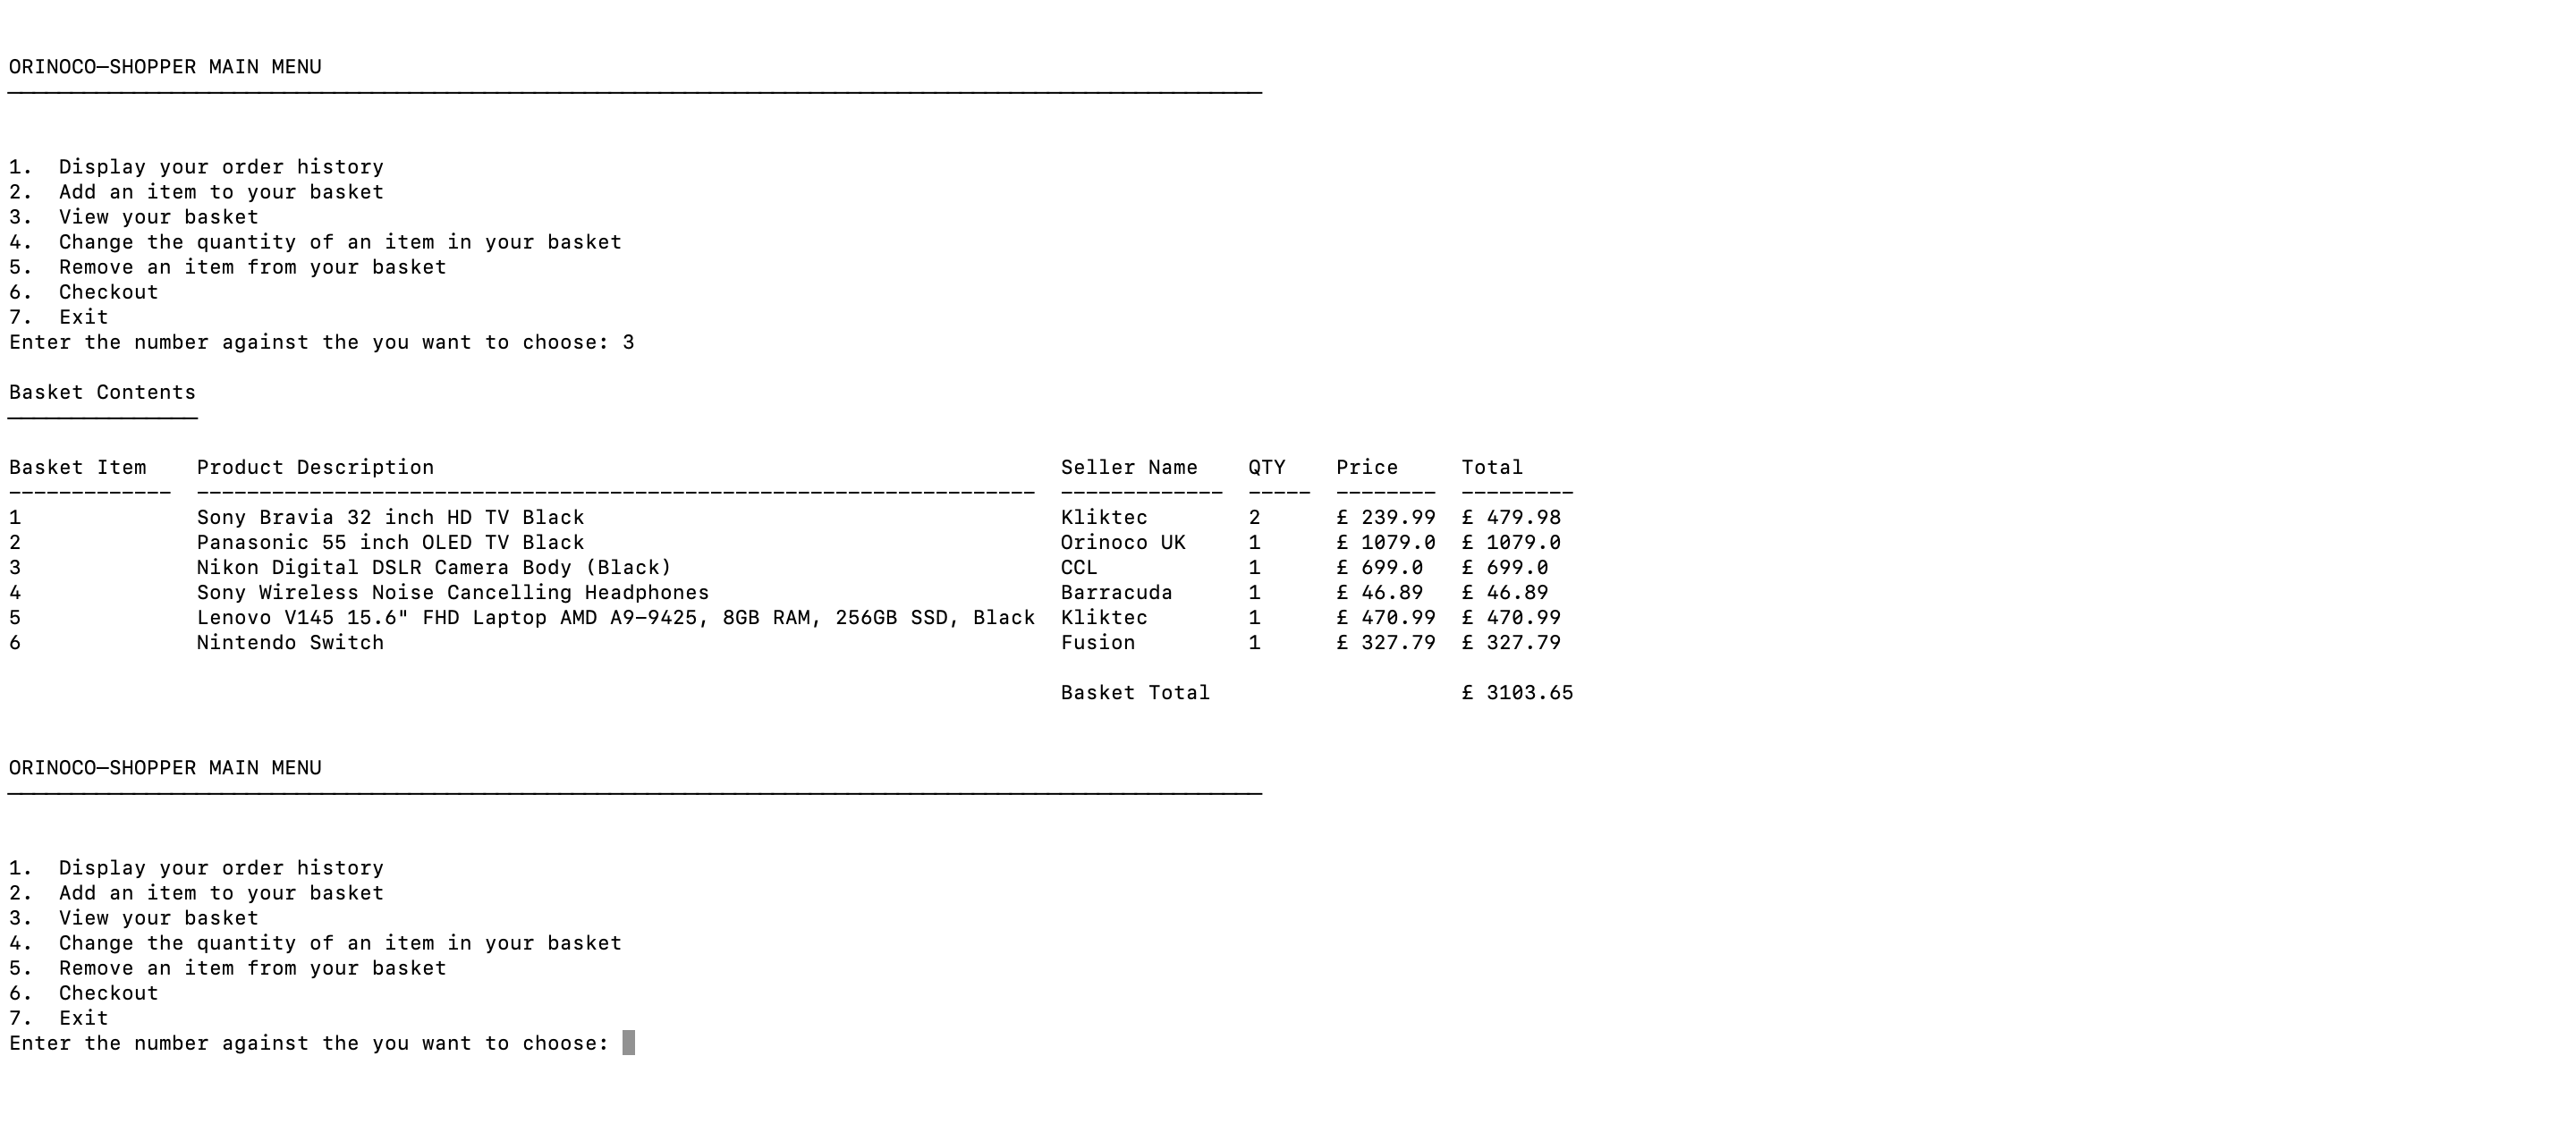 ORINOCO–SHOPPER MAIN MENU
1. Display your order history
2. Add an item to your basket
3. View your basket
4. Change the quantity of an item in your basket
5. Remove an item from your basket
6. Checkout
7. Exit
Enter the number against the you want to choose: 3
Basket Contents
Basket Item Product Description Seller Name QTY Price Total
------------- ------------------------------------------------------------------- ------------- ----- -------- ---------
1 Sony Bravia 32 inch HD TV Black Kliktec 2 £ 239.99 £ 479.98
2 Panasonic 55 inch OLED TV Black Orinoco UK 1 £ 1079.0 £ 1079.0
3 Nikon Digital DSLR Camera Body (Black) CCL 1 £ 699.0 £ 699.0
4 Sony Wireless Noise Cancelling Headphones Barracuda 1 £ 46.89 £ 46.89
5 Lenovo V145 15.6" FHD Laptop AMD A9-9425, 8GB RAM, 256GB SSD, Black Kliktec 1 £ 470.99 £ 470.99
6 Nintendo Switch Fusion 1 £ 327.79 £ 327.79
Basket Total £ 3103.65
ORINOCO–SHOPPER MAIN MENU
1. Display your order history
2. Add an item to your basket
3. View your basket
4. Change the quantity of an item in your basket
5. Remove an item from your basket
6. Checkout
7. Exit
Enter the number against the you want to choose: